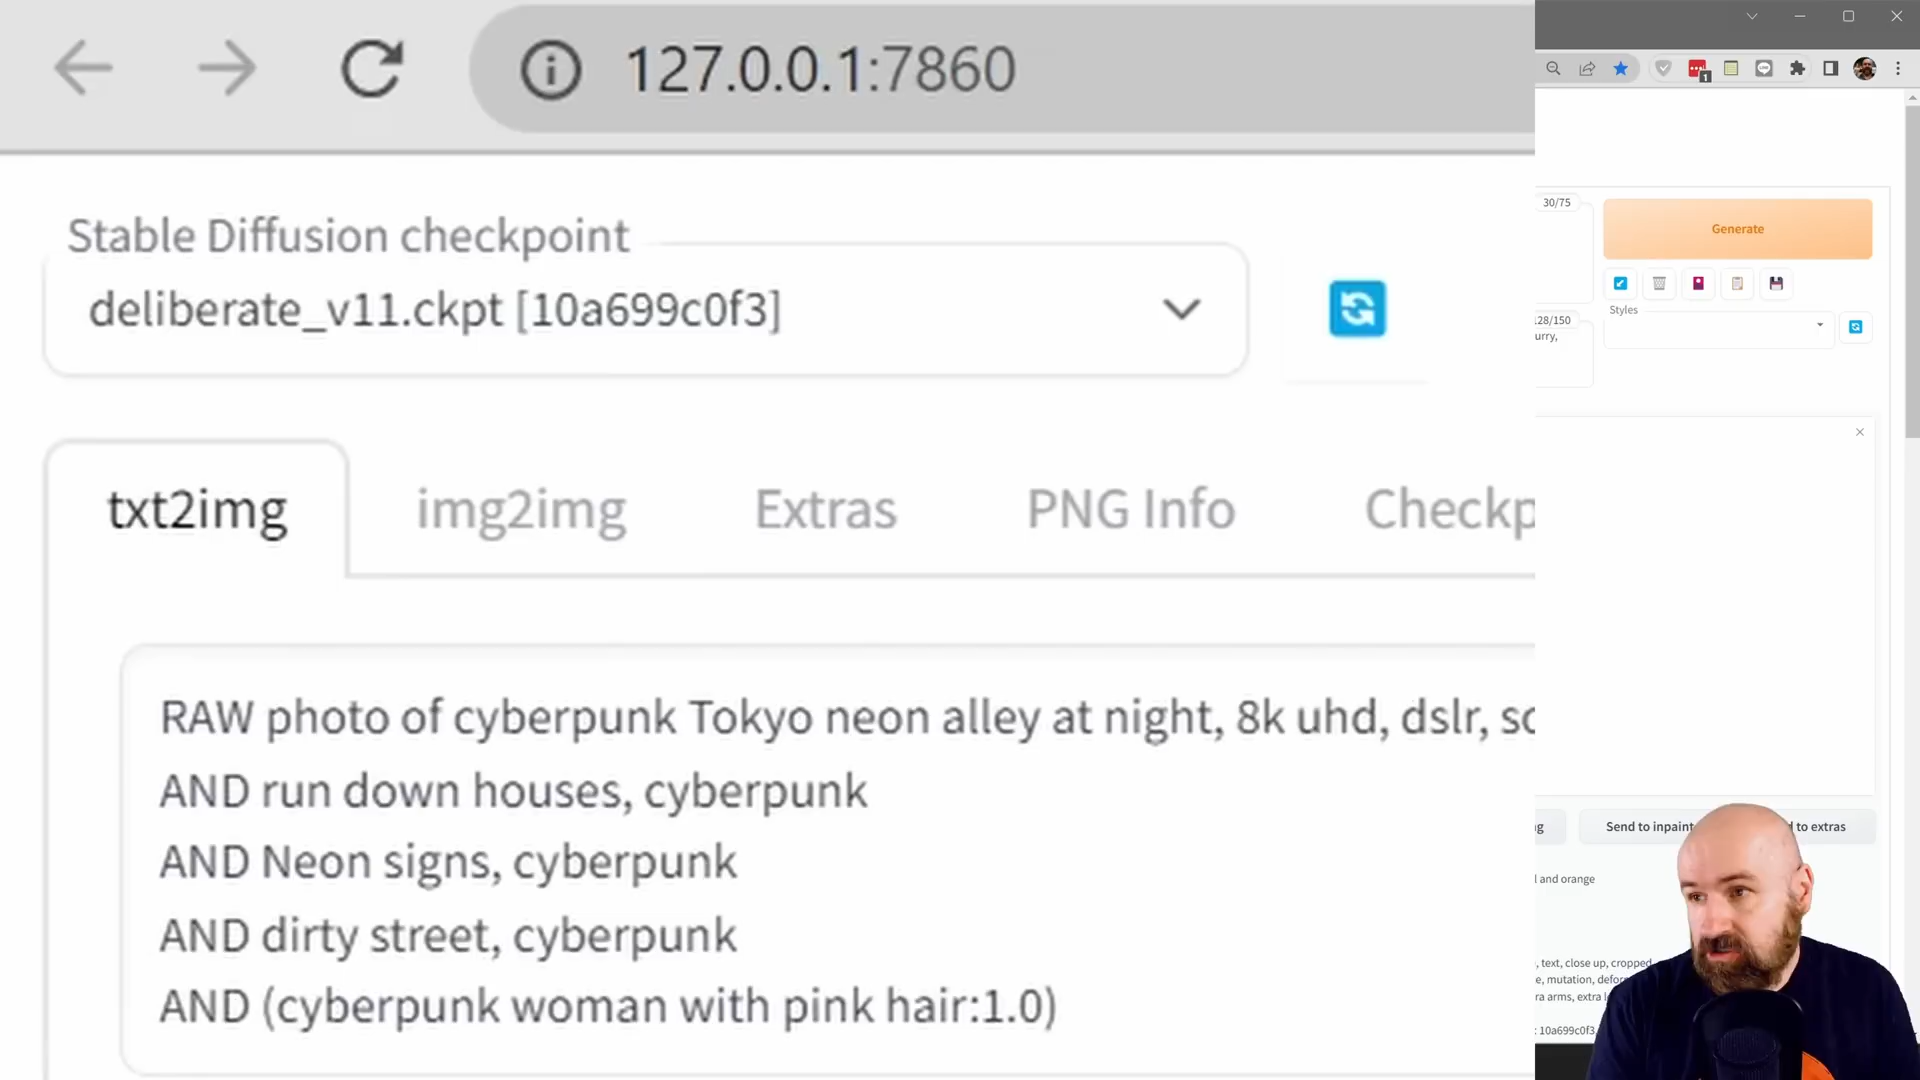 127.0.0.1:7860
Stable Diffusion checkpoint
deliberate_v11.ckpt [10a699c0f3]
txt2img
img2img
Extras
PNG Info
Checkp
RAW photo of cyberpunk Tokyo neon alley at night, 8k uhd, dslr, so
AND run down houses, cyberpunk
AND Neon signs, cyberpunk
AND dirty street, cyberpunk
AND (cyberpunk woman with pink hair:1.0)
1
30/75
Generate
Styles
128/150
urry,
Send to inpaint
to extras
l and orange
, text, close up, cropped
e, mutation, defor
ra arms, extra l
: 10a699c0f3